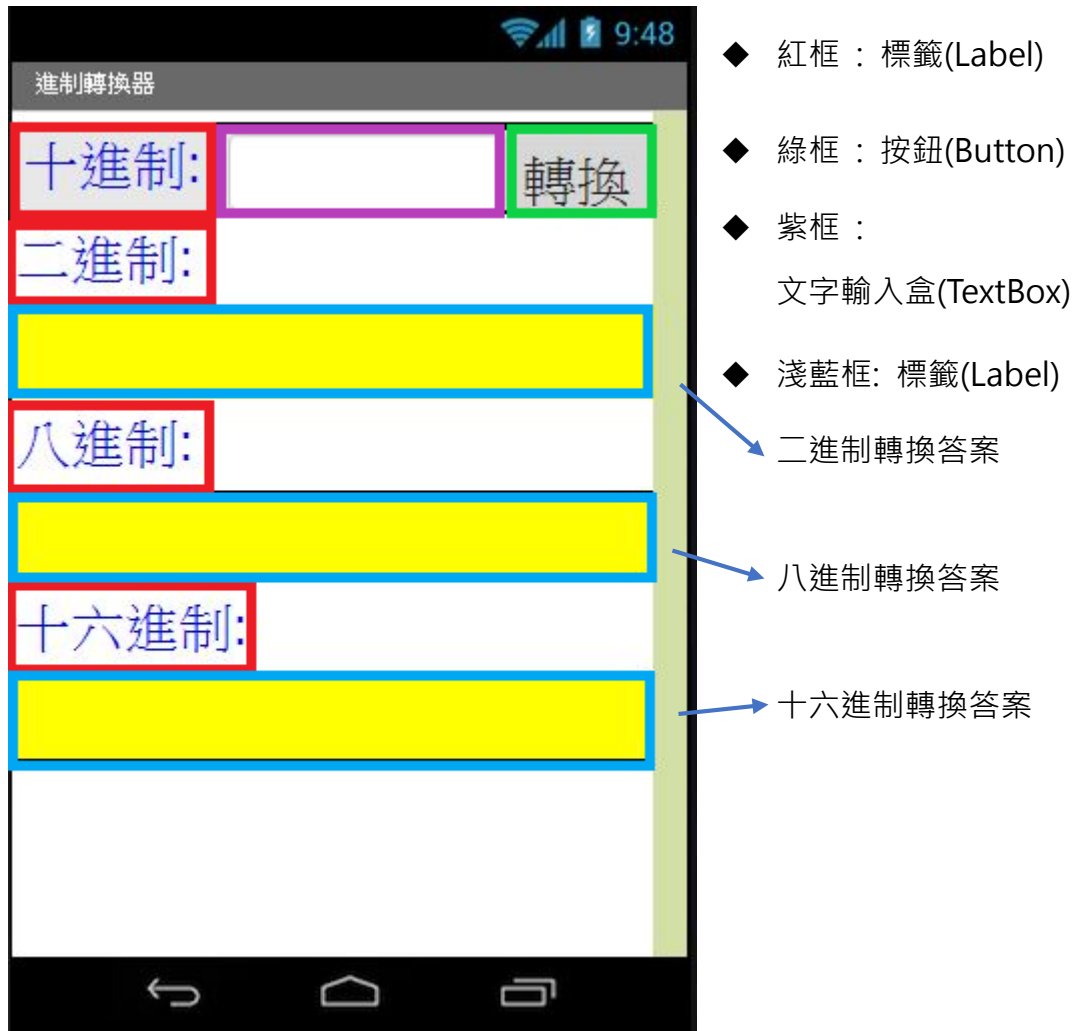 9:48
進制轉換器
十進制:
轉換
二進制:
八進制:
十六進制:
◆ 紅框 : 標籤(Label)
◆ 綠框 : 按鈕(Button)
◆ 紫框 :
文字輸入盒(TextBox)
◆ 淺藍框: 標籤(Label)
二進制轉換答案
八進制轉換答案
十六進制轉換答案